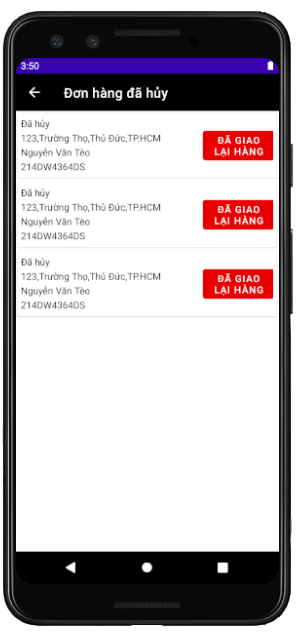 3:50
Đơn hàng đã hủy
Đã hủy
123,Trường Thọ,Thủ Đức,TP.HCM
Nguyễn Văn Tèo
214DW4364DS
ĐÃ GIAO
LẠI HÀNG
Đã hủy
123,Trường Thọ,Thủ Đức,TP.HCM
Nguyễn Văn Tèo
214DW4364DS
ĐÃ GIAO
LẠI HÀNG
Đã hủy
123,Trường Thọ,Thủ Đức,TP.HCM
Nguyễn Văn Tèo
214DW4364DS
ĐÃ GIAO
LẠI HÀNG